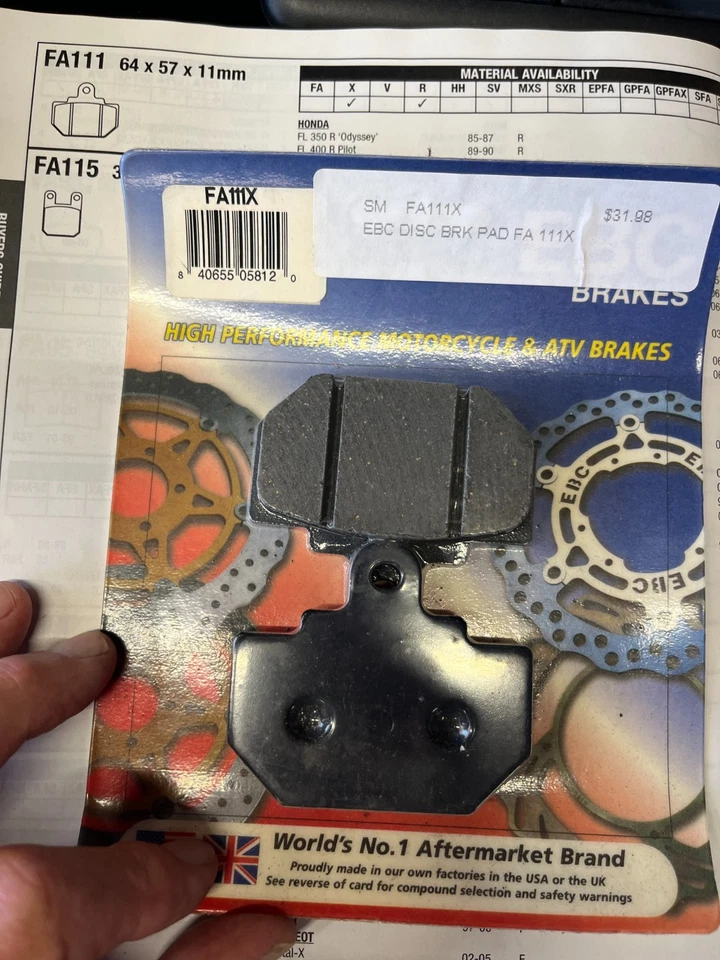 FA111 64 x 57 x 11mm
MATERIAL AVAILABILITY
FA X V R HH SV MXS SXR EPFA GPFA GPFAX SFA
✓ ✓
HONDA
FL 350 R 'Odyssey' 85-87 R
FL 400 R Pilot 89-90 R
FA115 3
FA111X
8 40655 05812 0
SM FA111X $31.98
EBC DISC BRK PAD FA 111X
EBC
BRAKES
HIGH PERFORMANCE MOTORCYCLE & ATV BRAKES
EBC
EBC
World's No.1 Aftermarket Brand
Proudly made in our own factories in the USA or the UK
See reverse of card for compound selection and safety warnings
EOT
02-05